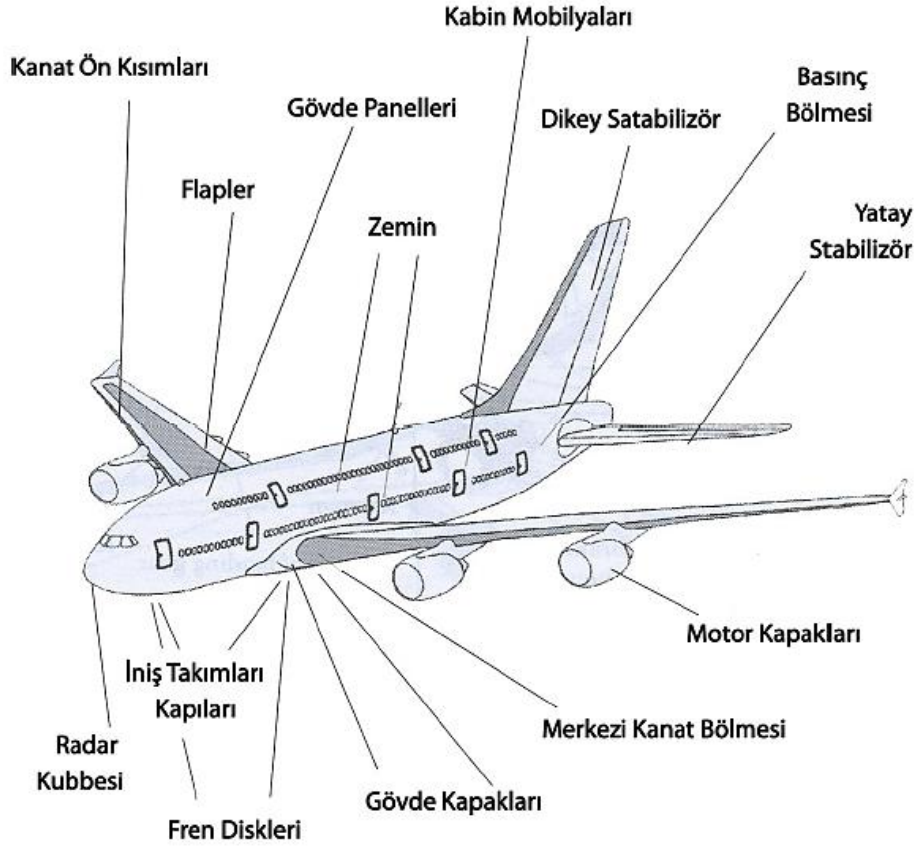 Kabin Mobilyaları
Kanat Ön Kısımları
Basınç
Bölmesi
Gövde Panelleri
Dikey Satabilizör
Flapler
Zemin
Yatay
Stabilizör
Motor Kapakları
İniş Takımları
Kapıları
Merkezi Kanat Bölmesi
Radar
Kubbesi
Gövde Kapakları
Fren Diskleri